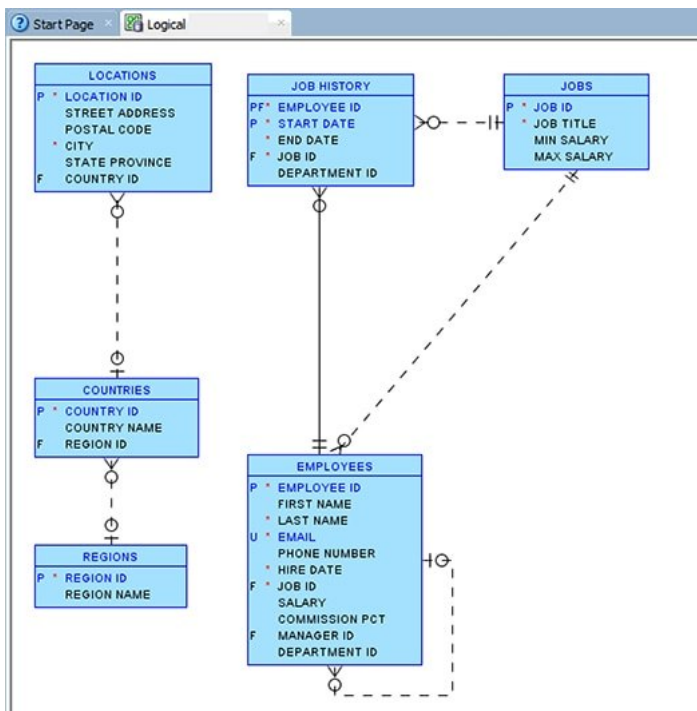 Start Page
Logical
LOCATIONS
P * LOCATION ID
STREET ADDRESS
POSTAL CODE
* CITY
STATE PROVINCE
F COUNTRY ID
JOB HISTORY
PF* EMPLOYEE ID
P * START DATE
* END DATE
F * JOB ID
DEPARTMENT ID
JOBS
P * JOB ID
* JOB TITLE
MIN SALARY
MAX SALARY
COUNTRIES
P * COUNTRY ID
COUNTRY NAME
F REGION ID
REGIONS
P * REGION ID
REGION NAME
EMPLOYEES
P * EMPLOYEE ID
FIRST NAME
* LAST NAME
U * EMAIL
PHONE NUMBER
* HIRE DATE
F * JOB ID
SALARY
COMMISSION PCT
F MANAGER ID
DEPARTMENT ID